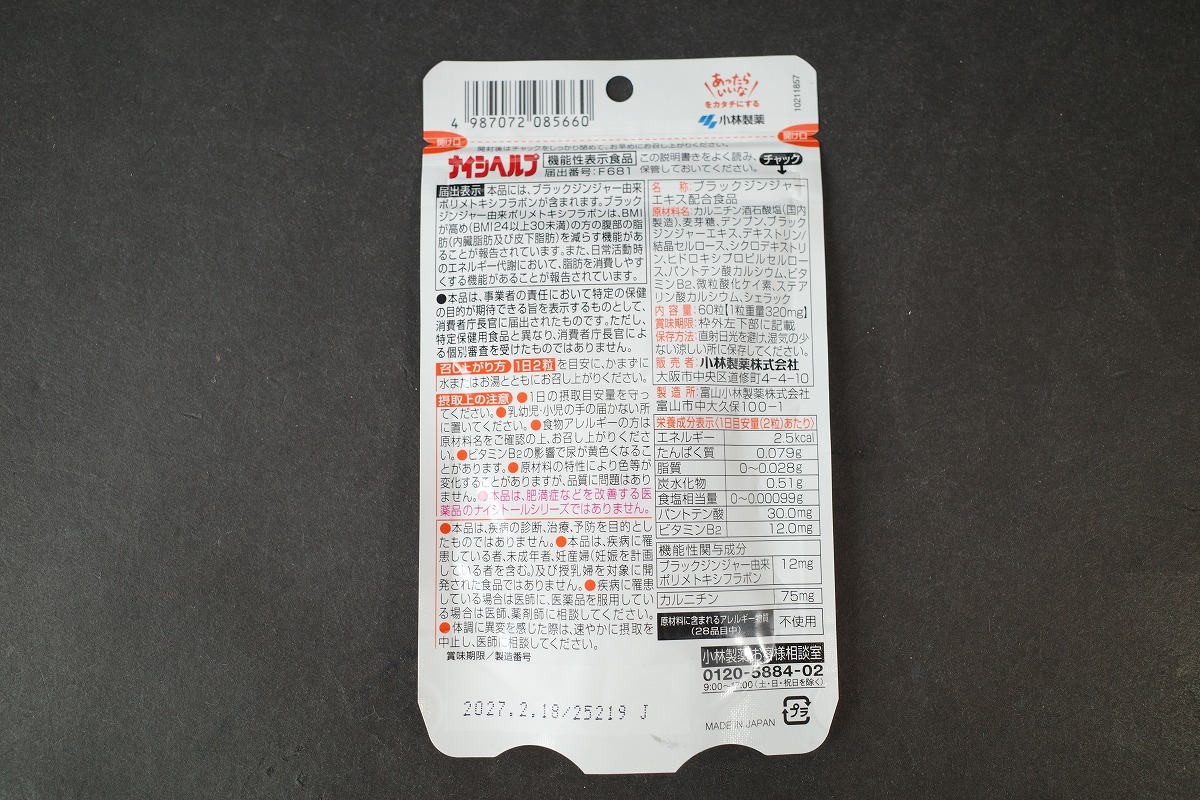 4 987072 085660
あったら
いいな
をカタチにする
小林製薬
10211857
開け口
開け口
開封後はチャックをしっかり閉めて、お早めにお召し上がりください。
ナイシヘルプ
機能性表示食品
届出番号:F681
この説明書きをよく読み、
保管しておいてください。
チャック
届出表示 本品には、ブラックジンジャー由来
ポリメトキシフラボンが含まれます。ブラック
ジンジャー由来ポリメトキシフラボンは、BMI
が高め(BMI24以上30未満)の方の腹部の脂
肪(内臓脂肪及び皮下脂肪)を減らす機能があ
ることが報告されています。また、日常活動時
のエネルギー代謝において、脂肪を消費しやす
くする機能があることが報告されています。
●本品は、事業者の責任において特定の保健
の目的が期待できる旨を表示するものとして、
消費者庁長官に届出されたものです。ただし、
特定保健用食品と異なり、消費者庁長官によ
る個別審査を受けたものではありません。
召し上がり方 1日2粒を目安に、かまずに
水またはお湯とともにお召し上がりください。
摂取上の注意 ●1日の摂取目安量を守っ
てください。●乳幼児・小児の手の届かない所
に置いてください。●食物アレルギーの方は
原材料名をご確認の上、お召し上がりくださ
い。●ビタミンB2の影響で尿が黄色くなるこ
とがあります。●原材料の特性により色等が
変化することがありますが、品質に問題はあり
ません。●本品は、肥満症などを改善する医
薬品のナイシトールシリーズではありません。
●本品は、疾病の診断、治療、予防を目的とし
たものではありません。●本品は、疾病に罹
患している者、未成年者、妊産婦(妊娠を計画
している者を含む。)及び授乳婦を対象に開
発された食品ではありません。●疾病に罹患
している場合は医師に、医薬品を服用してい
る場合は医師、薬剤師に相談してください。
●体調に異変を感じた際は、速やかに摂取を
中止し、医師に相談してください。
賞味期限/製造番号
2027.2.18/25219 J
名 称:ブラックジンジャー
エキス配合食品
原材料名:カルニチン酒石酸塩(国内
製造)、麦芽糖、デンプン、ブラック
ジンジャーエキス、デキストリン/
結晶セルロース、シクロデキストリ
ン、ヒドロキシプロピルセルロー
ス、パントテン酸カルシウム、ビタ
ミンB2、微粒酸化ケイ素、ステア
リン酸カルシウム、シェラック
内 容 量:60粒【1粒重量320mg】
賞味期限:枠外左下部に記載
保存方法:直射日光を避け、湿気の少
ない涼しい所に保存してください。
販 売 者:小林製薬株式会社
大阪市中央区道修町4-4-10
製 造 所:富山小林製薬株式会社
富山市中大久保100-1
栄養成分表示(1日目安量(2粒)あたり)
エネルギー 2.5kcal
たんぱく質 0.079g
脂質 0~0.028g
炭水化物 0.51g
食塩相当量 0~0.00099g
パントテン酸 30.0mg
ビタミンB2 12.0mg
機能性関与成分
ブラックジンジャー由来
ポリメトキシフラボン 12mg
カルニチン 75mg
原材料に含まれるアレルギー物質
(28品目中) 不使用
小林製薬お客様相談室
0120-5884-02
9:00~17:00(土・日・祝日を除く)
MADE IN JAPAN
プラ